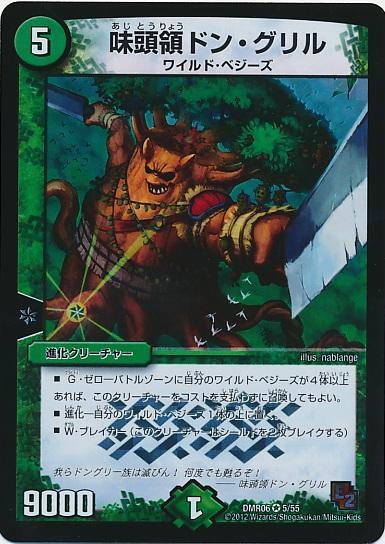 5
あじとうりょう
味頭領ドン・グリル
ワイルド・ベジーズ
進化クリーチャー
illus. nablange
■ G・ゼローバトルゾーンに自分のワイルド・ベジーズが4体以上
あれば、このクリーチャーをコストを支払わずに召喚してもよい。
■ 進化－自分のワイルド・ベジーズ1体の上に置く。
■ W・ブレイカー（このクリーチャーはシールドを2枚ブレイクする）
我らドングリ一族は滅びん！ 何度でも甦るぞ！
——味頭領ドン・グリル
9000
1
E2
DMR06 5/55
©2012 Wizards/Shogakukan/Mitsui-Kids